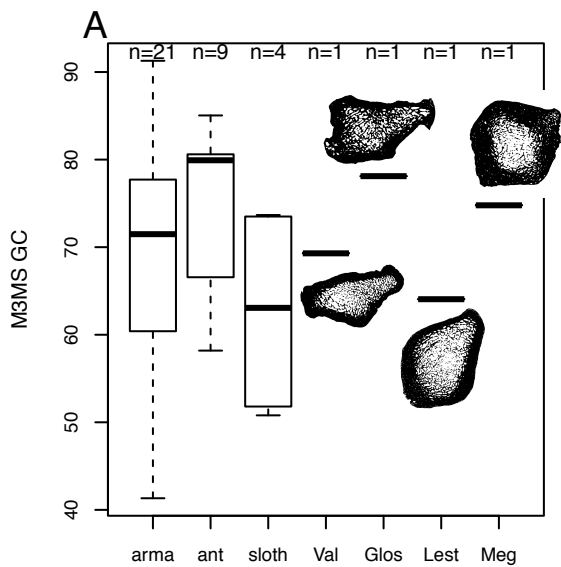 A
n=21 n=9 n=4 n=1 n=1 n=1 n=1
90
80
70
60
50
40
M3MS GC
arma ant sloth Val Glos Lest Meg